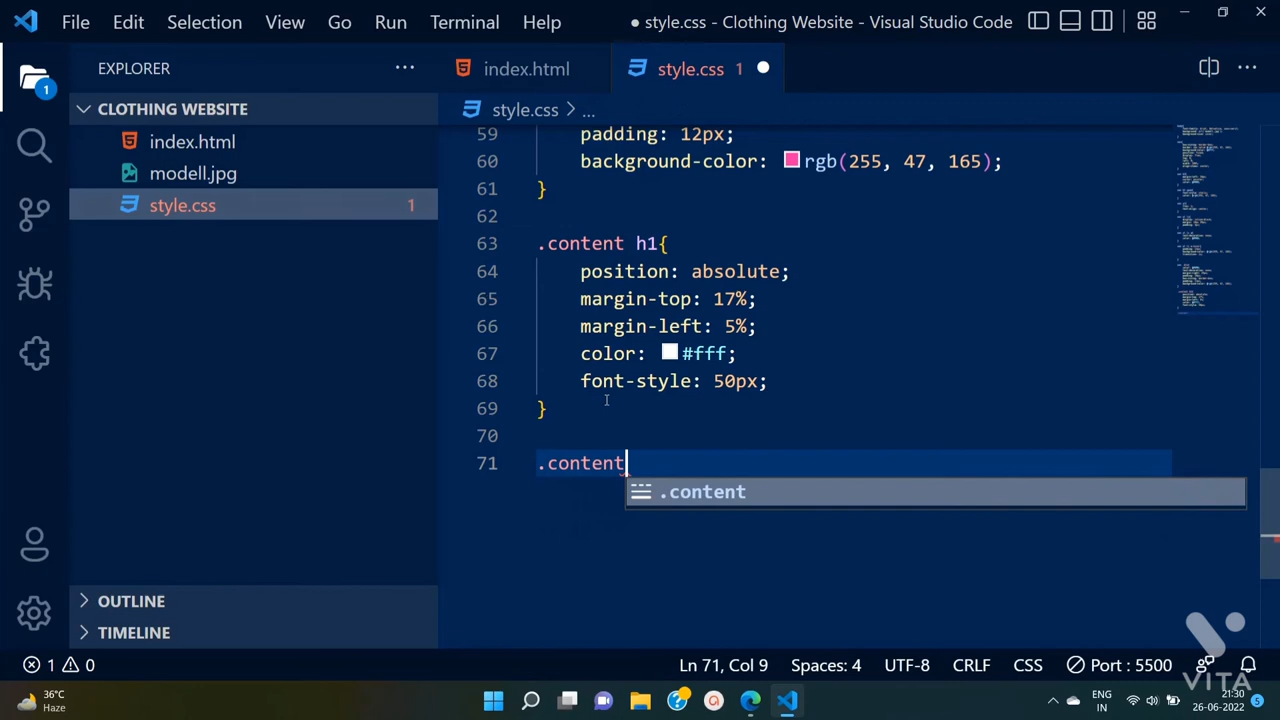 File Edit Selection View Go Run Terminal Help ● style.css - Clothing Website - Visual Studio Code
EXPLORER ... index.html style.css 1 ● ...
CLOTHING WEBSITE style.css > ...
index.html
modell.jpg
style.css 1
59 padding: 12px;
60 background-color: rgb(255, 47, 165);
61 }
62
63 .content h1{
64 position: absolute;
65 margin-top: 17%;
66 margin-left: 5%;
67 color: #fff;
68 font-style: 50px;
69 }
70
71 .content
.content
1
OUTLINE
TIMELINE
VITA
1 0 Ln 71, Col 9 Spaces: 4 UTF-8 CRLF CSS Port : 5500
36°C
Haze
ENG
IN
21:30
26-06-2022
5